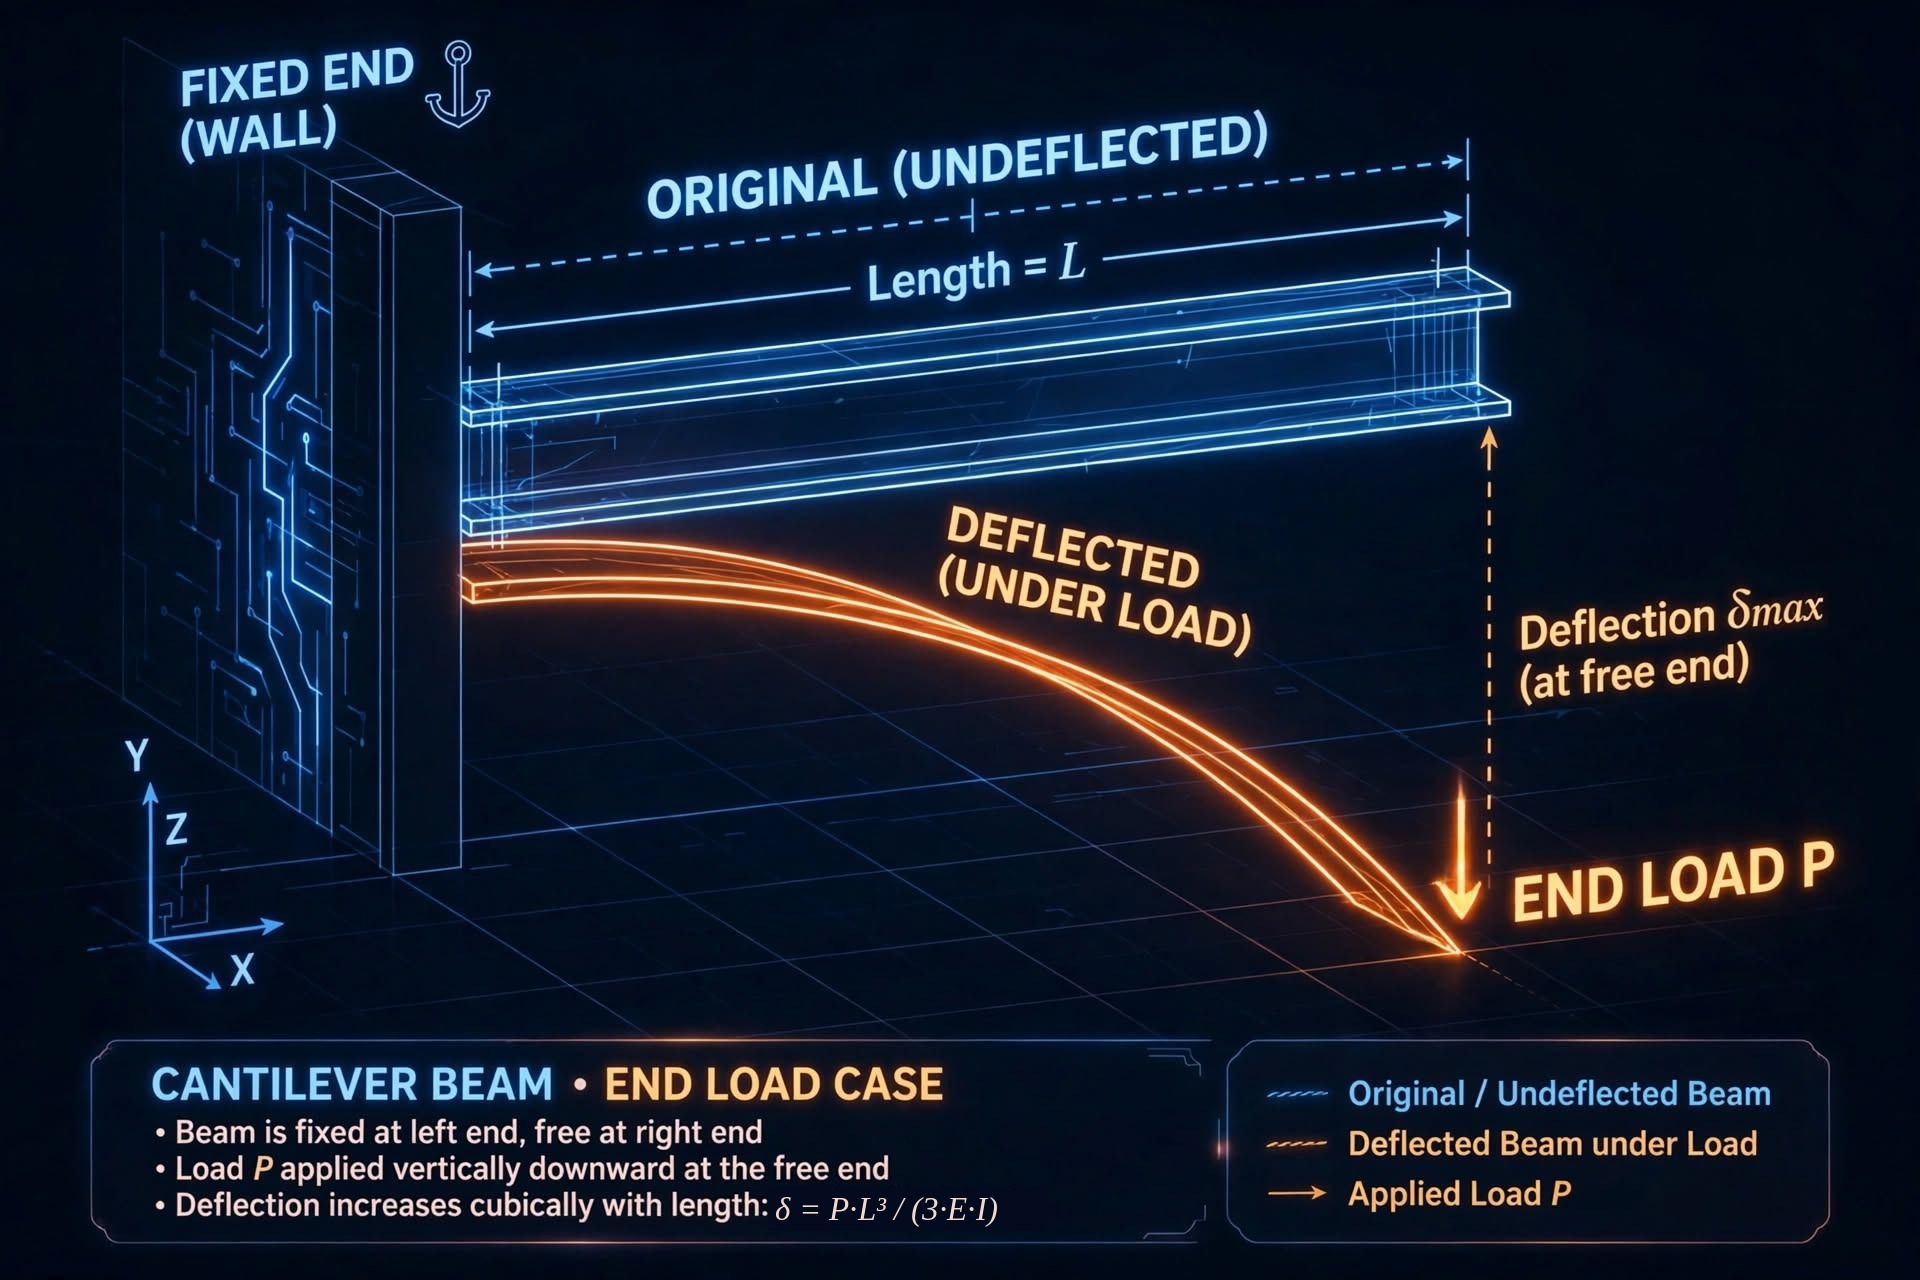 FIXED END
(WALL)
ORIGINAL (UNDEFLECTED)
Length = L
DEFLECTED
(UNDER LOAD)
Deflection δmax
(at free end)
END LOAD P
Y
Z
X
CANTILEVER BEAM • END LOAD CASE
• Beam is fixed at left end, free at right end
• Load P applied vertically downward at the free end
• Deflection increases cubically with length: δ = P·L³ / (3·E·I)
Original / Undeflected Beam
Deflected Beam under Load
Applied Load P